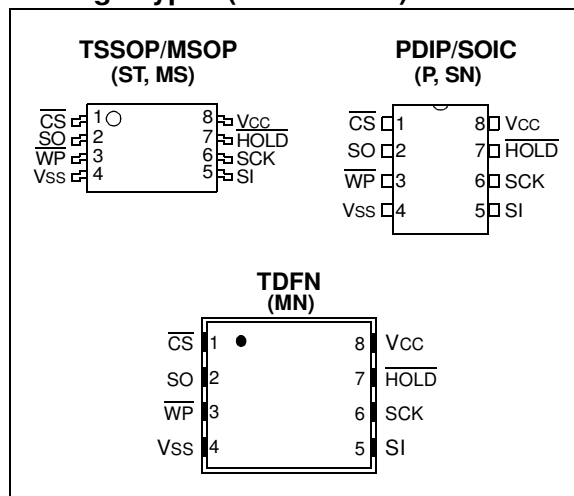 TSSOP/MSOP
(ST, MS)
CS 1 8 VCC
SO 2 7 HOLD
WP 3 6 SCK
VSS 4 5 SI
PDIP/SOIC
(P, SN)
CS 1 8 VCC
SO 2 7 HOLD
WP 3 6 SCK
VSS 4 5 SI
TDFN
(MN)
CS 1 8 VCC
SO 2 7 HOLD
WP 3 6 SCK
VSS 4 5 SI